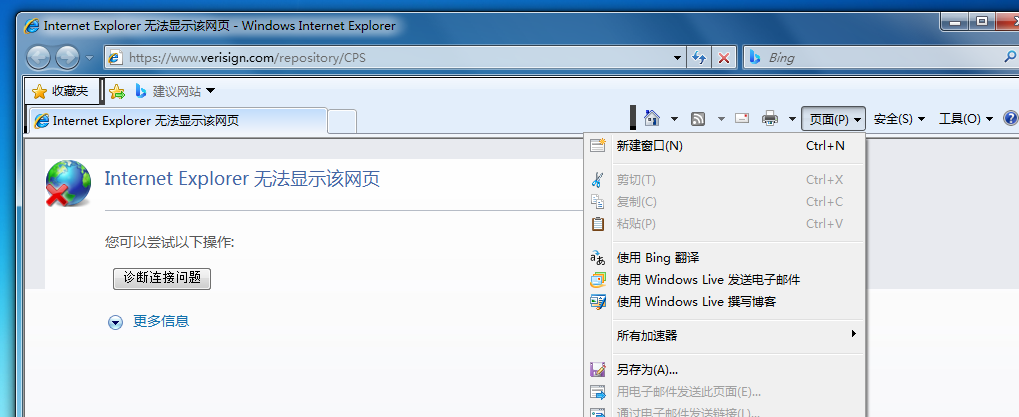 Internet Explorer 无法显示该网页 - Windows Internet Explorer
https://www.verisign.com/repository/CPS
Bing
收藏夹
建议网站
Internet Explorer 无法显示该网页
页面(P)
安全(S)
工具(O)
Internet Explorer 无法显示该网页
您可以尝试以下操作:
诊断连接问题
更多信息
新建窗口(N) Ctrl+N
剪切(T) Ctrl+X
复制(C) Ctrl+C
粘贴(P) Ctrl+V
使用 Bing 翻译
使用 Windows Live 发送电子邮件
使用 Windows Live 撰写博客
所有加速器
另存为(A)...
用电子邮件发送此页面(E)...
通过电子邮件发送链接(L)...